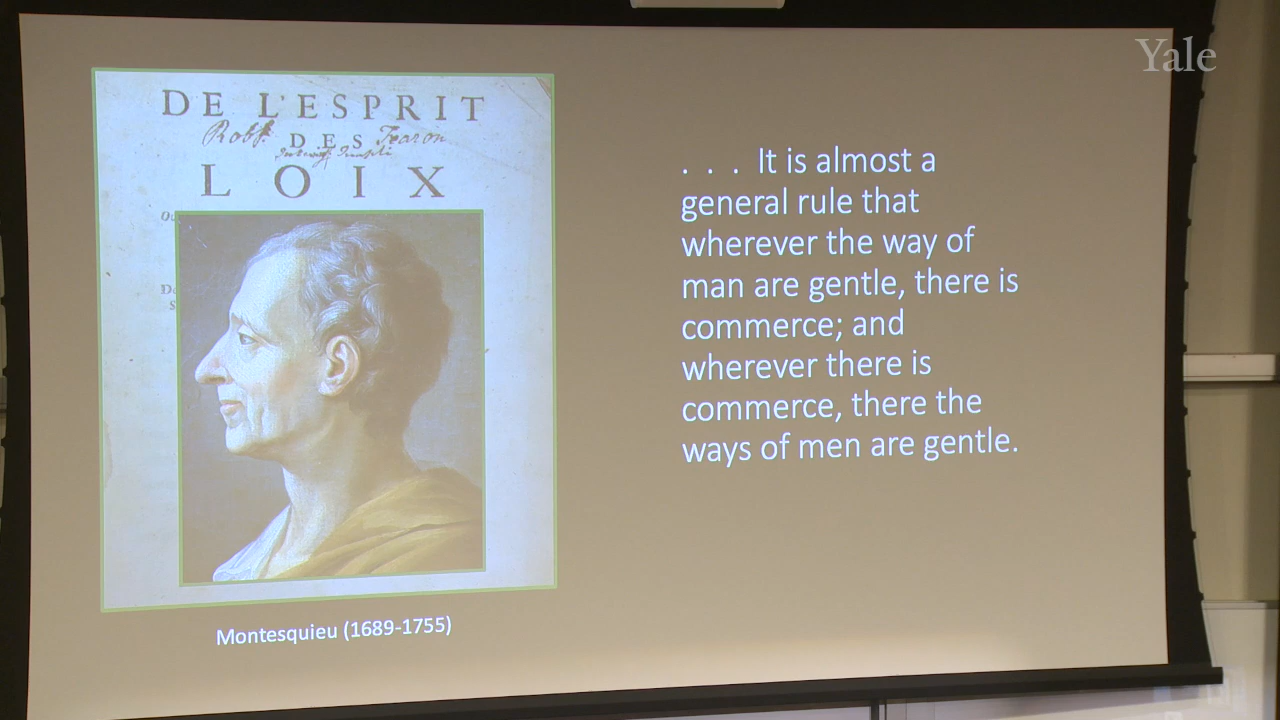 Yale
DE L'ESPRIT
DES
LOIX
. . . It is almost a
general rule that
wherever the way of
man are gentle, there is
commerce; and
wherever there is
commerce, there the
ways of men are gentle.
Montesquieu (1689-1755)